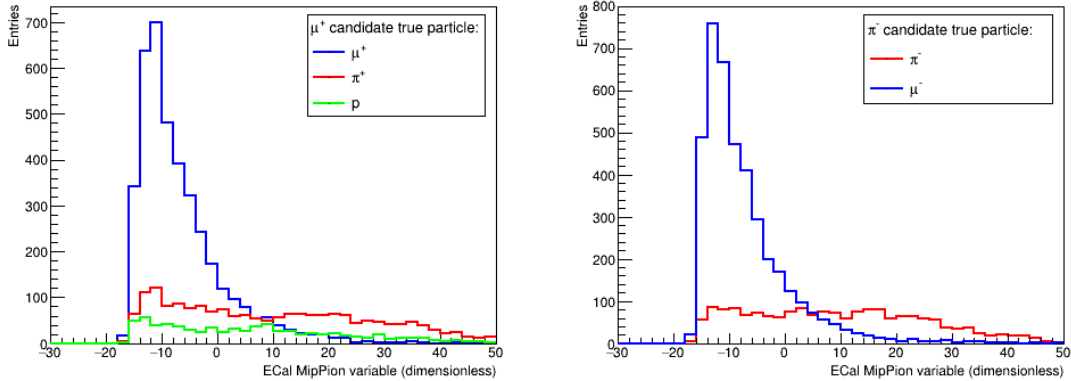 Entries
700
600
500
400
300
200
100
0
μ⁺ candidate true particle:
μ⁺
π⁺
p
−30 −20 −10 0 10 20 30 40 50
ECal MipPion variable (dimensionless)
Entries
800
700
600
500
400
300
200
100
0
π⁻ candidate true particle:
π⁻
μ⁻
−30 −20 −10 0 10 20 30 40 50
ECal MipPion variable (dimensionless)